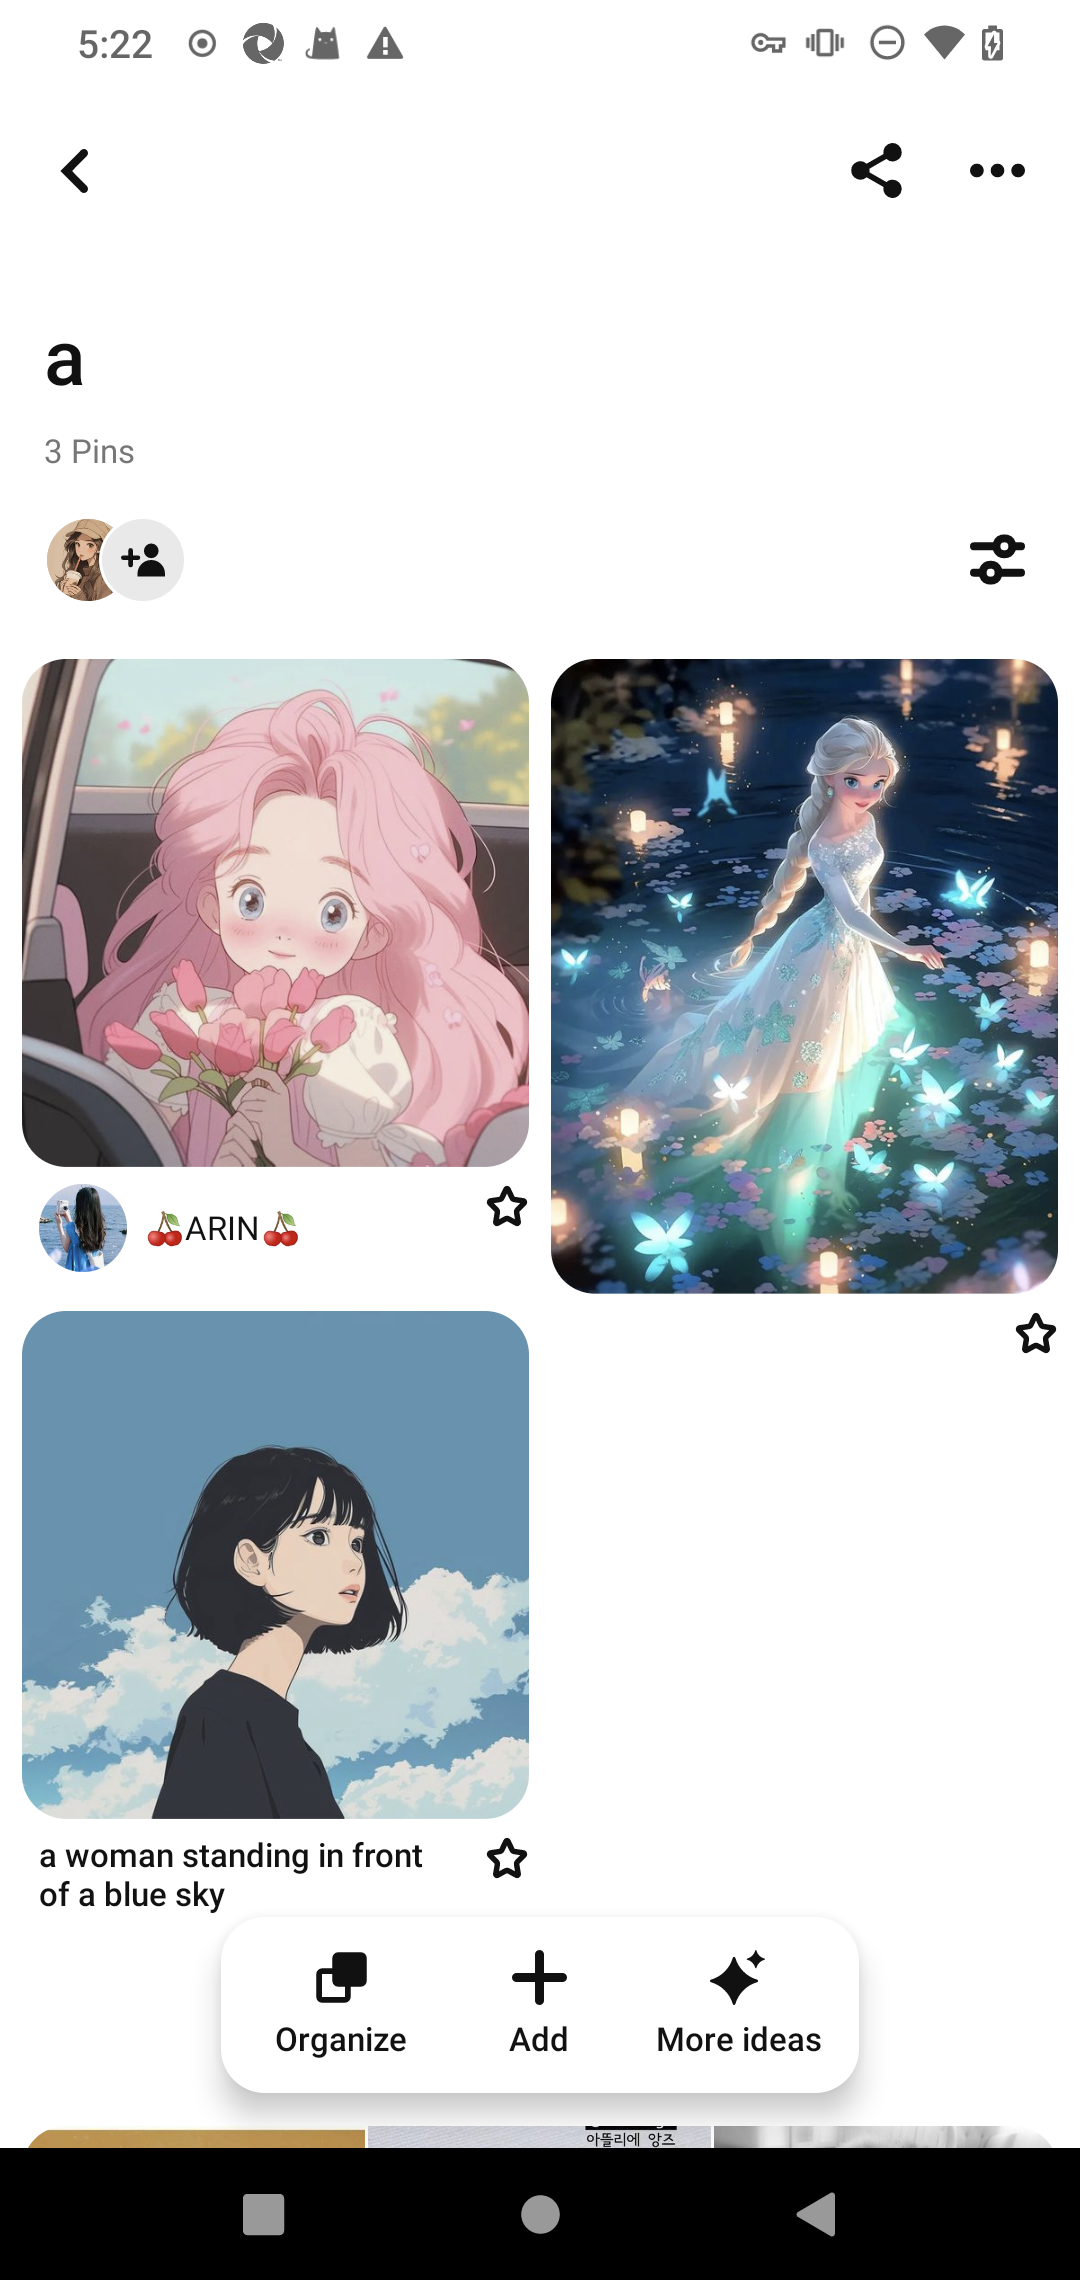 5:22
a
3 Pins
🍒ARIN🍒
a woman standing in front
of a blue sky
Organize
Add
More ideas
아뜰리에 앙즈